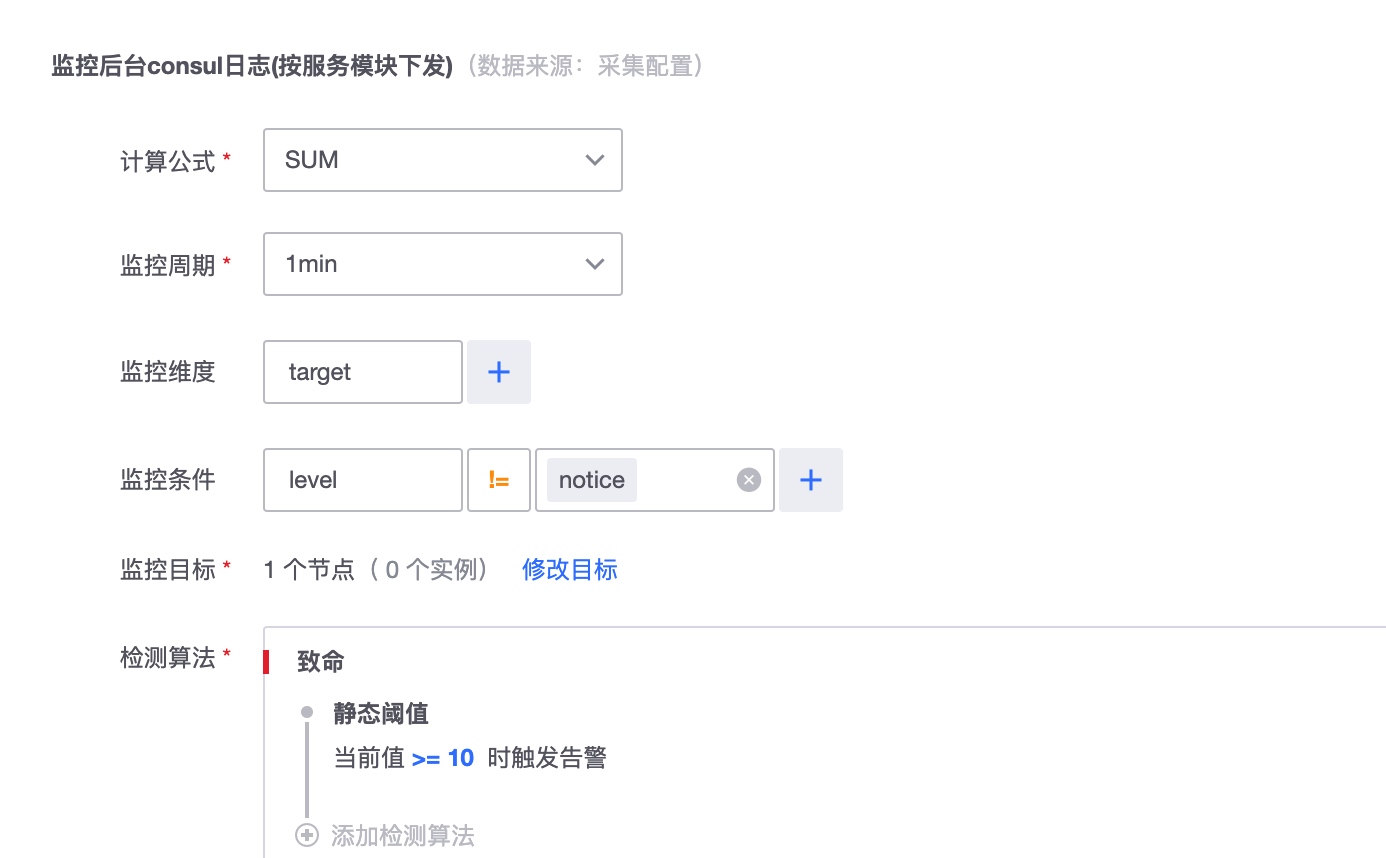 监控后台consul日志(按服务模块下发)（数据来源：采集配置）
计算公式 * SUM
监控周期 * 1min
监控维度 target +
监控条件 level != notice +
监控目标 * 1 个节点（ 0 个实例） 修改目标
检测算法 * 致命
静态阈值
当前值 >= 10 时触发告警
添加检测算法